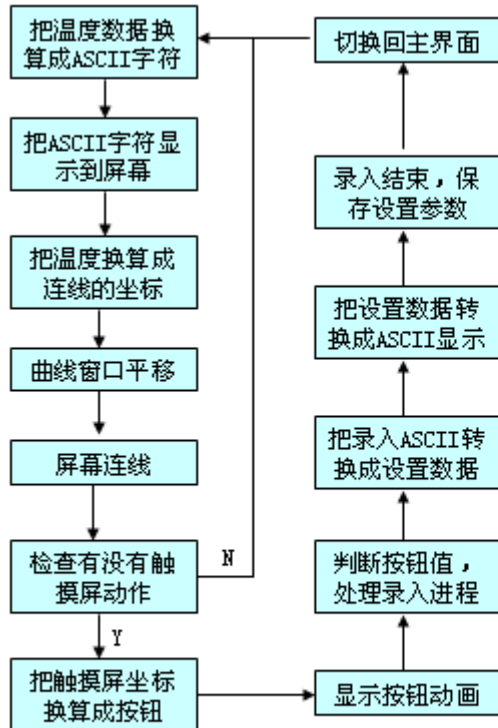 把温度数据换
算成ASCII字符
把ASCII字符显
示到屏幕
把温度换算成
连线的坐标
曲线窗口平移
屏幕连线
检查有没有触
摸屏动作
N
Y
把触摸屏坐标
换算成按钮
显示按钮动画
判断按钮值，
处理录入进程
把录入ASCII转
换成设置数据
把设置数据转
换成ASCII显示
录入结束，保
存设置参数
切换回主界面